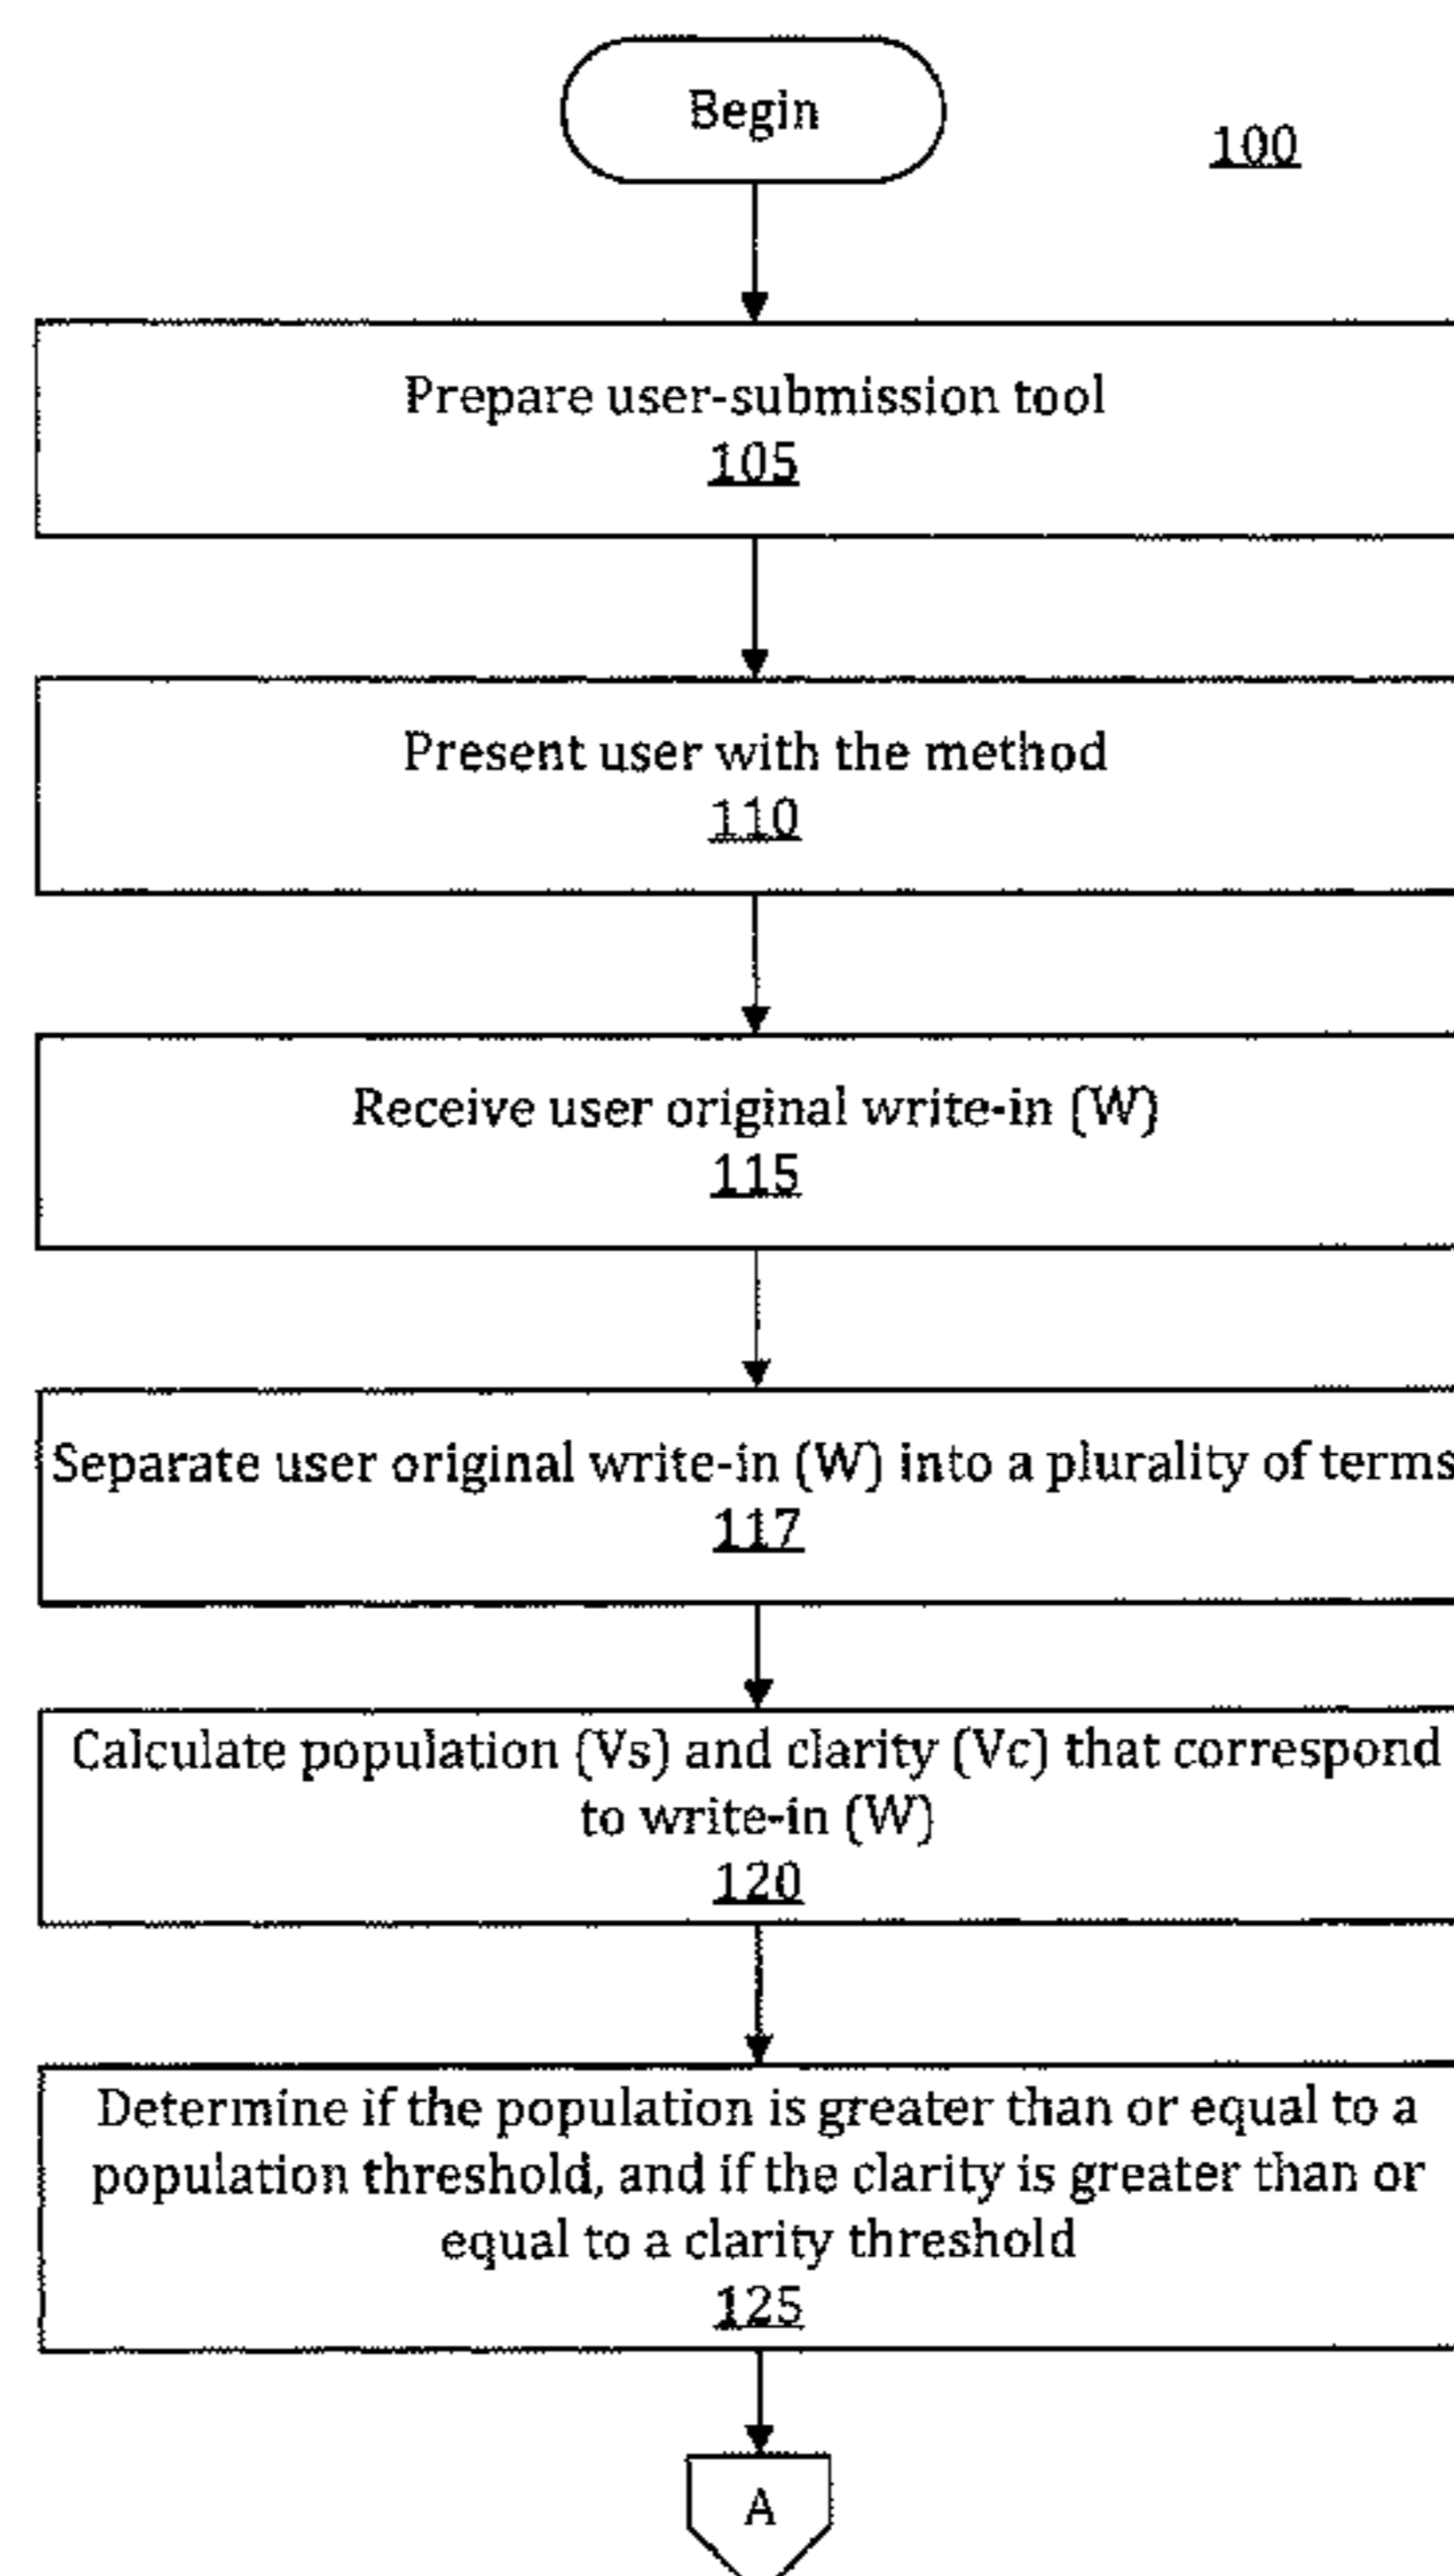 Begin
100
Prepare user-submission tool
105
Present user with the method
110
Receive user original write-in (W)
115
Separate user original write-in (W) into a plurality of terms
117
Calculate population (Vs) and clarity (Vc) that correspond
to write-in (W)
120
Determine if the population is greater than or equal to a
population threshold, and if the clarity is greater than or
equal to a clarity threshold
125
A